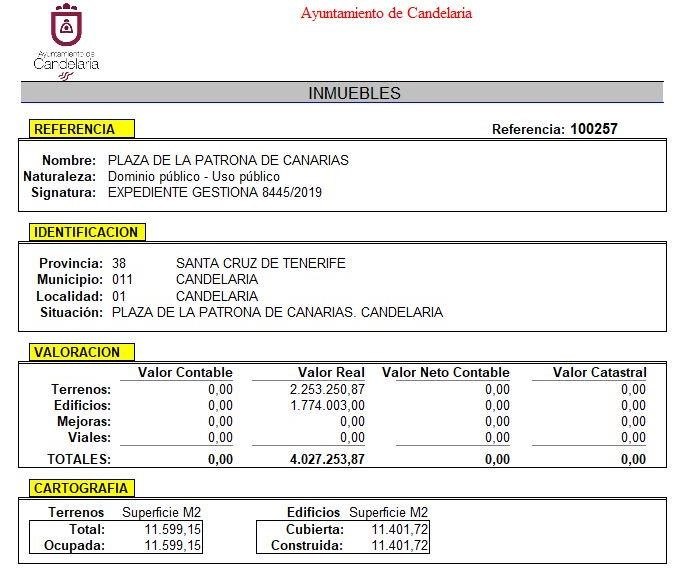 Ayuntamiento de Candelaria
Ayuntamiento de
Candelaria
INMUEBLES
REFERENCIA
Referencia: 100257
Nombre: PLAZA DE LA PATRONA DE CANARIAS
Naturaleza: Dominio público - Uso público
Signatura: EXPEDIENTE GESTIONA 8445/2019
IDENTIFICACION
Provincia: 38 SANTA CRUZ DE TENERIFE
Municipio: 011 CANDELARIA
Localidad: 01 CANDELARIA
Situación: PLAZA DE LA PATRONA DE CANARIAS. CANDELARIA
VALORACION
Valor Contable Valor Real Valor Neto Contable Valor Catastral
Terrenos: 0,00 2.253.250,87 0,00 0,00
Edificios: 0,00 1.774.003,00 0,00 0,00
Mejoras: 0,00 0,00 0,00 0,00
Viales: 0,00 0,00 0,00 0,00
TOTALES: 0,00 4.027.253,87 0,00 0,00
CARTOGRAFIA
Terrenos Superficie M2 Edificios Superficie M2
Total: 11.599,15 Cubierta: 11.401,72
Ocupada: 11.599,15 Construida: 11.401,72